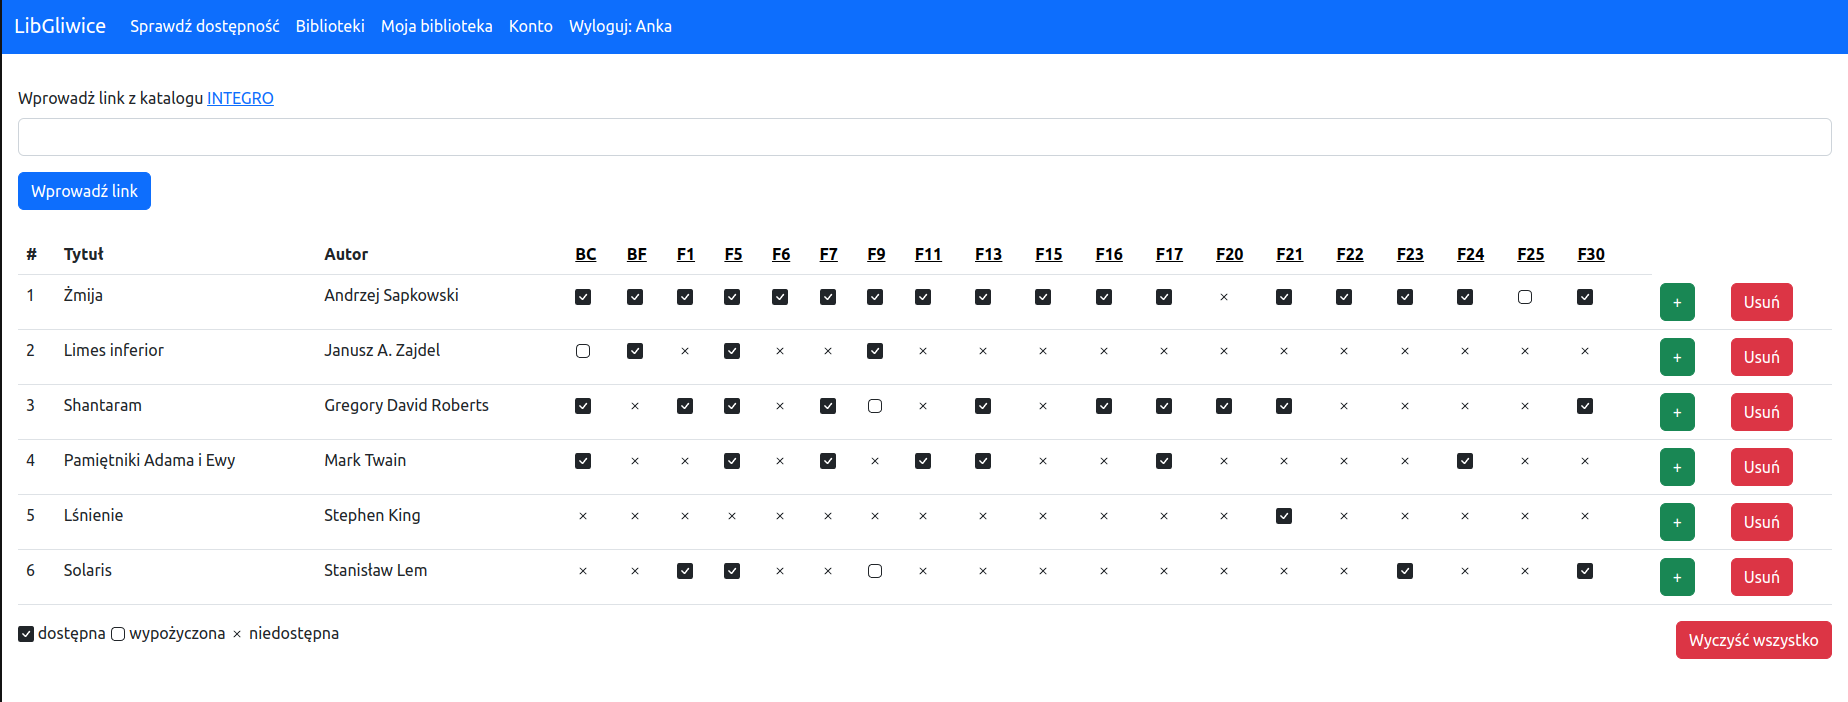 LibGliwice Sprawdź dostępność Biblioteki Moja biblioteka Konto Wyloguj: Anka
Wprowadź link z katalogu INTEGRO
Wprowadź link
# Tytuł Autor BC BF F1 F5 F6 F7 F9 F11 F13 F15 F16 F17 F20 F21 F22 F23 F24 F25 F30
1 Żmija Andrzej Sapkowski ☑ ☑ ☑ ☑ ☑ ☑ ☑ ☑ ☑ ☑ ☑ ☑ × ☑ ☑ ☑ ☑ ☐ ☑ + Usuń
2 Limes inferior Janusz A. Zajdel ☐ ☑ × ☑ × × ☑ × × × × × × × × × × × × + Usuń
3 Shantaram Gregory David Roberts ☑ × ☑ ☑ × ☑ ☐ × ☑ × ☑ ☑ ☑ ☑ × × × × ☑ + Usuń
4 Pamiętniki Adama i Ewy Mark Twain ☑ × × ☑ × ☑ × ☑ ☑ × × ☑ × × × × ☑ × × + Usuń
5 Lśnienie Stephen King × × × × × × × × × × × × × ☑ × × × × × + Usuń
6 Solaris Stanisław Lem × × ☑ ☑ × × ☐ × × × × × × × × ☑ × × ☑ + Usuń
☑ dostępna ☐ wypożyczona × niedostępna
Wyczyść wszystko